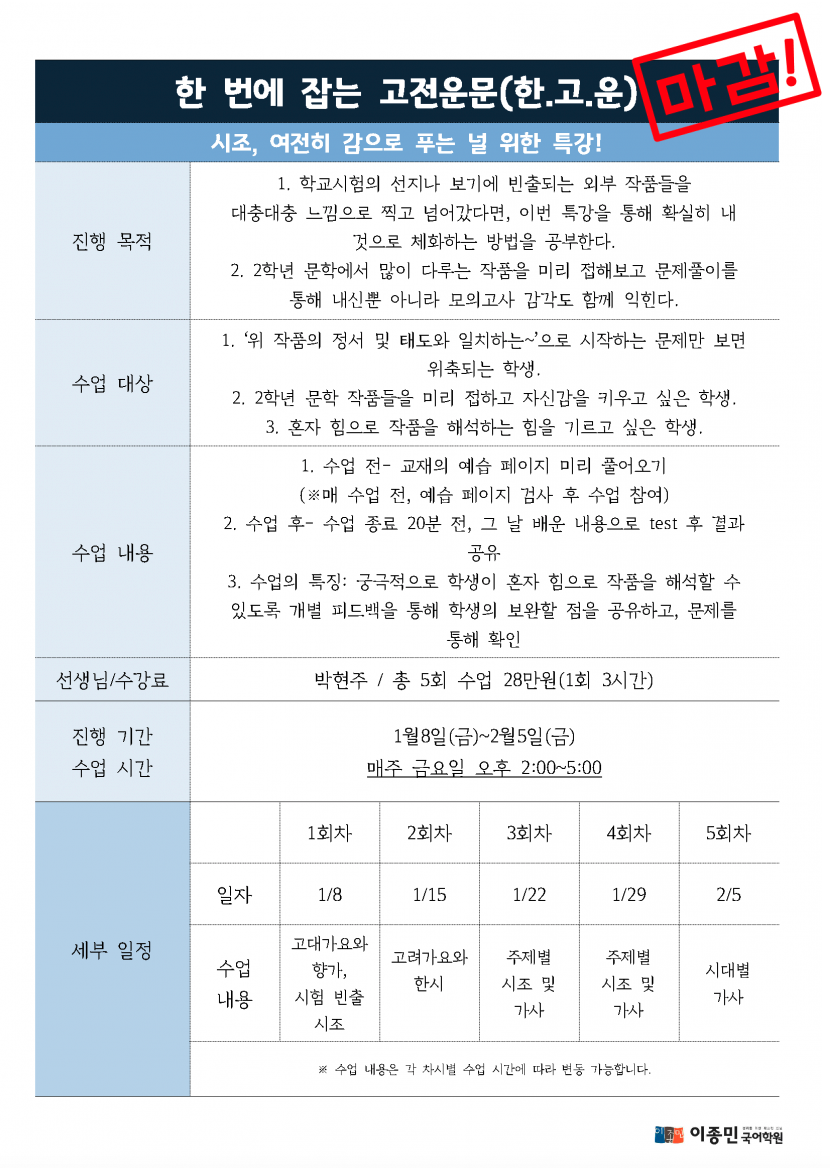 마감!
한 번에 잡는 고전운문(한.고.운)
시조, 여전히 감으로 푸는 널 위한 특강!
진행 목적
1. 학교시험의 선지나 보기에 빈출되는 외부 작품들을
대충대충 느낌으로 찍고 넘어갔다면, 이번 특강을 통해 확실히 내
것으로 체화하는 방법을 공부한다.
2. 2학년 문학에서 많이 다루는 작품을 미리 접해보고 문제풀이를
통해 내신뿐 아니라 모의고사 감각도 함께 익힌다.
수업 대상
1. ‘위 작품의 정서 및 태도와 일치하는~’으로 시작하는 문제만 보면
위축되는 학생.
2. 2학년 문학 작품들을 미리 접하고 자신감을 키우고 싶은 학생.
3. 혼자 힘으로 작품을 해석하는 힘을 기르고 싶은 학생.
수업 내용
1. 수업 전- 교재의 예습 페이지 미리 풀어오기
(※매 수업 전, 예습 페이지 검사 후 수업 참여)
2. 수업 후- 수업 종료 20분 전, 그 날 배운 내용으로 test 후 결과
공유
3. 수업의 특징: 궁극적으로 학생이 혼자 힘으로 작품을 해석할 수
있도록 개별 피드백을 통해 학생의 보완할 점을 공유하고, 문제를
통해 확인
선생님/수강료
박현주 / 총 5회 수업 28만원(1회 3시간)
진행 기간
수업 시간
1월8일(금)~2월5일(금)
매주 금요일 오후 2:00~5:00
세부 일정
1회차 2회차 3회차 4회차 5회차
일자 1/8 1/15 1/22 1/29 2/5
수업
내용
고대가요와
향가,
시험 빈출
시조
고려가요와
한시
주제별
시조 및
가사
주제별
시조 및
가사
시대별
가사
※ 수업 내용은 각 차시별 수업 시간에 따라 변동 가능합니다.
이종민
이종민 국어학원